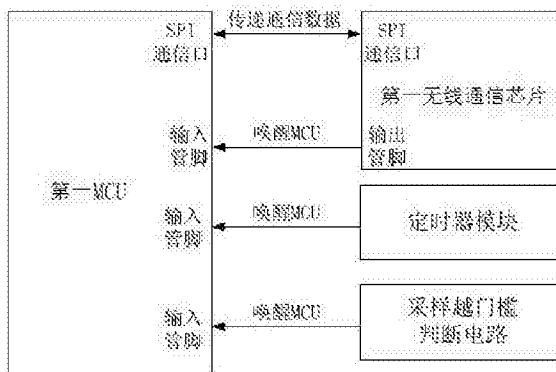 SPI
通信口
传递通信数据
SPI
通信口
第一无线通信芯片
输入
管脚
唤醒MCU
输出
管脚
第一MCU
输入
管脚
唤醒MCU
定时器模块
输入
管脚
唤醒MCU
采样越门槛
判断电路